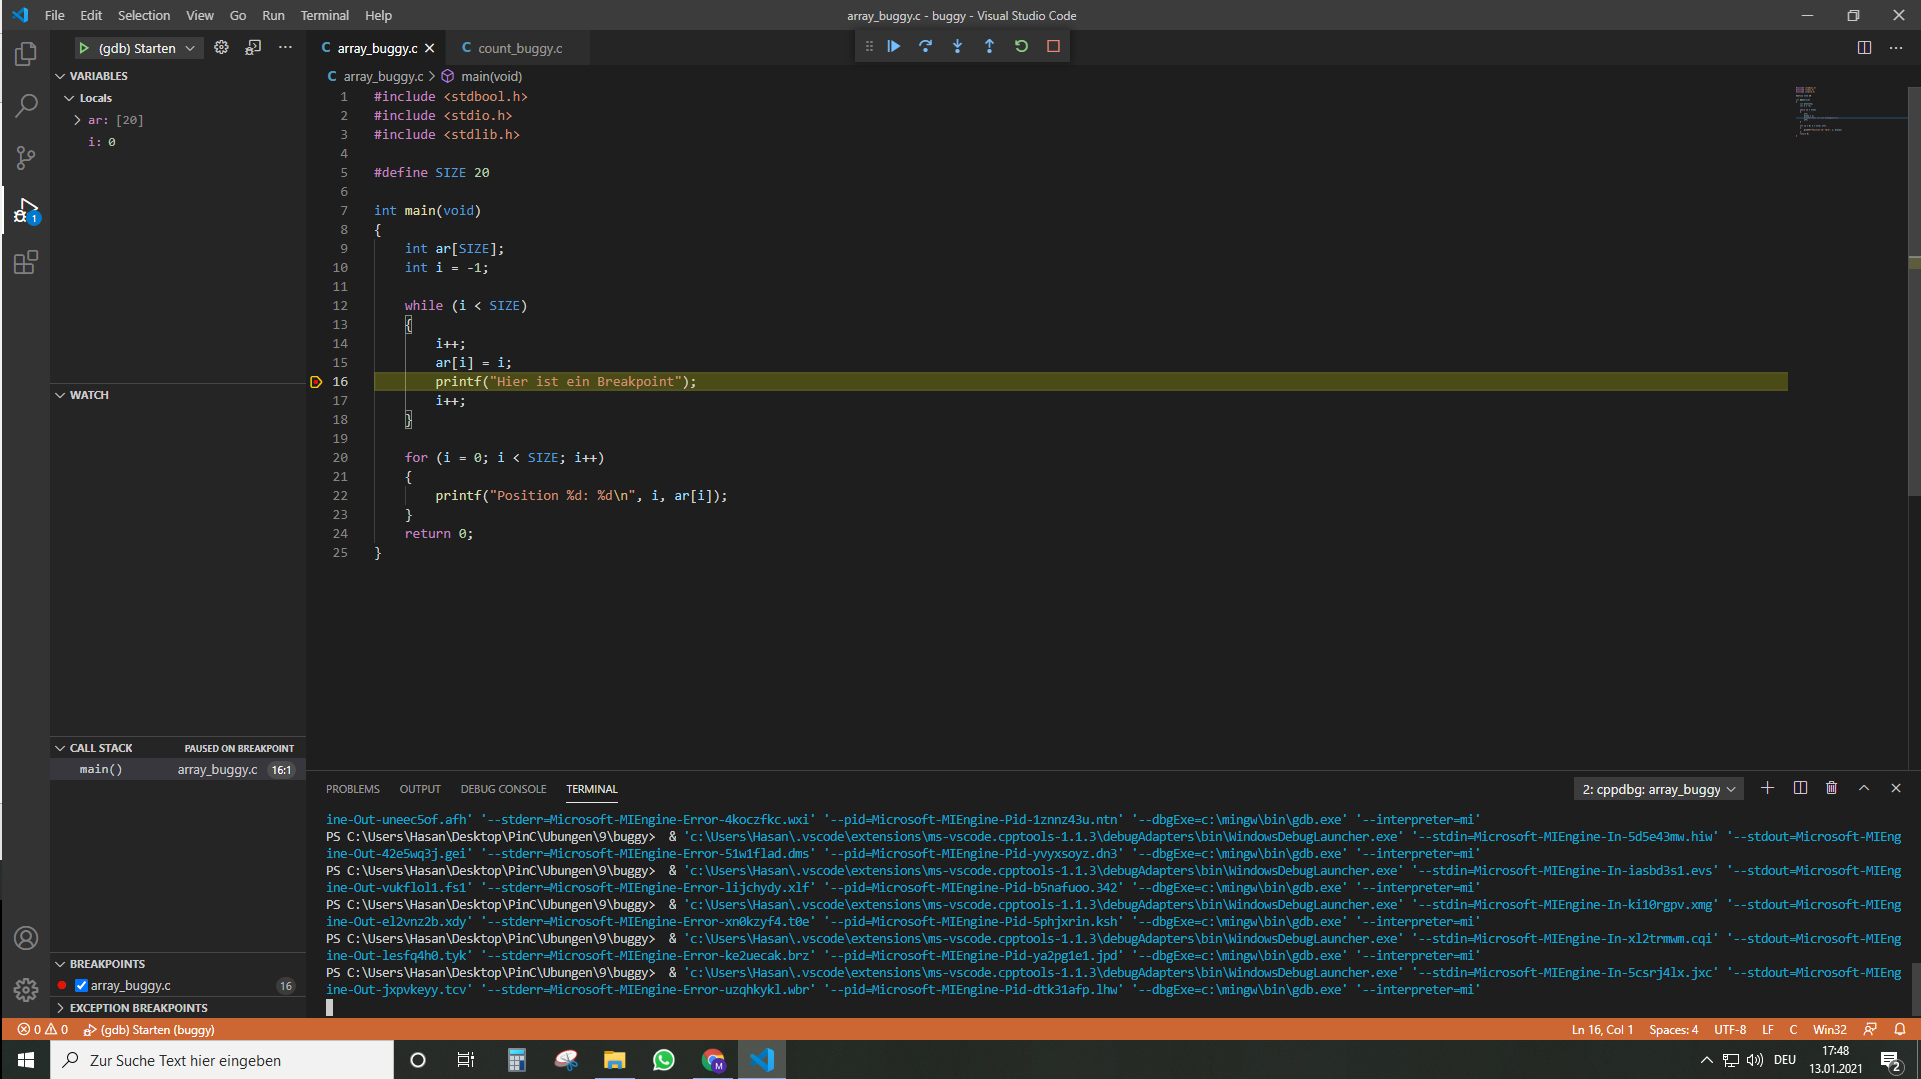 File Edit Selection View Go Run Terminal Help
array_buggy.c - buggy - Visual Studio Code
(gdb) Starten
array_buggy.c
count_buggy.c
VARIABLES
Locals
ar: [20]
i: 0
WATCH
CALL STACK PAUSED ON BREAKPOINT
main() array_buggy.c 16:1
BREAKPOINTS
array_buggy.c 16
EXCEPTION BREAKPOINTS
1
array_buggy.c > main(void)
1 #include <stdbool.h>
2 #include <stdio.h>
3 #include <stdlib.h>
4
5 #define SIZE 20
6
7 int main(void)
8 {
9 int ar[SIZE];
10 int i = -1;
11
12 while (i < SIZE)
13 {
14 i++;
15 ar[i] = i;
16 printf("Hier ist ein Breakpoint");
17 i++;
18 }
19
20 for (i = 0; i < SIZE; i++)
21 {
22 printf("Position %d: %d\n", i, ar[i]);
23 }
24 return 0;
25 }
PROBLEMS OUTPUT DEBUG CONSOLE TERMINAL
2: cppdbg: array_buggy
ine-Out-uneec5of.afh' '--stderr=Microsoft-MIEngine-Error-4koczfkc.wxi' '--pid=Microsoft-MIEngine-Pid-1znnz43u.ntn' '--dbgExe=c:\mingw\bin\gdb.exe' '--interpreter=mi'
PS C:\Users\Hasan\Desktop\PinC\Ubungen\9\buggy> & 'c:\Users\Hasan\.vscode\extensions\ms-vscode.cpptools-1.1.3\debugAdapters\bin\WindowsDebugLauncher.exe' '--stdin=Microsoft-MIEngine-In-5d5e43mw.hiw' '--stdout=Microsoft-MIEng
ine-Out-42e5wq3j.gei' '--stderr=Microsoft-MIEngine-Error-51w1flad.dms' '--pid=Microsoft-MIEngine-Pid-yvyxsoyz.dn3' '--dbgExe=c:\mingw\bin\gdb.exe' '--interpreter=mi'
PS C:\Users\Hasan\Desktop\PinC\Ubungen\9\buggy> & 'c:\Users\Hasan\.vscode\extensions\ms-vscode.cpptools-1.1.3\debugAdapters\bin\WindowsDebugLauncher.exe' '--stdin=Microsoft-MIEngine-In-iasbd3s1.evs' '--stdout=Microsoft-MIEng
ine-Out-vukflol1.fs1' '--stderr=Microsoft-MIEngine-Error-lijchydy.xlf' '--pid=Microsoft-MIEngine-Pid-b5nafuoo.342' '--dbgExe=c:\mingw\bin\gdb.exe' '--interpreter=mi'
PS C:\Users\Hasan\Desktop\PinC\Ubungen\9\buggy> & 'c:\Users\Hasan\.vscode\extensions\ms-vscode.cpptools-1.1.3\debugAdapters\bin\WindowsDebugLauncher.exe' '--stdin=Microsoft-MIEngine-In-ki10rgpv.xmg' '--stdout=Microsoft-MIEng
ine-Out-el2vnz2b.xdy' '--stderr=Microsoft-MIEngine-Error-xn0kzyf4.t0e' '--pid=Microsoft-MIEngine-Pid-5phjxrin.ksh' '--dbgExe=c:\mingw\bin\gdb.exe' '--interpreter=mi'
PS C:\Users\Hasan\Desktop\PinC\Ubungen\9\buggy> & 'c:\Users\Hasan\.vscode\extensions\ms-vscode.cpptools-1.1.3\debugAdapters\bin\WindowsDebugLauncher.exe' '--stdin=Microsoft-MIEngine-In-xl2trmwm.cqi' '--stdout=Microsoft-MIEng
ine-Out-lesfq4h0.tyk' '--stderr=Microsoft-MIEngine-Error-ke2uecak.brz' '--pid=Microsoft-MIEngine-Pid-ya2pg1e1.jpd' '--dbgExe=c:\mingw\bin\gdb.exe' '--interpreter=mi'
PS C:\Users\Hasan\Desktop\PinC\Ubungen\9\buggy> & 'c:\Users\Hasan\.vscode\extensions\ms-vscode.cpptools-1.1.3\debugAdapters\bin\WindowsDebugLauncher.exe' '--stdin=Microsoft-MIEngine-In-5csrj4lx.jxc' '--stdout=Microsoft-MIEng
ine-Out-jxpvkeyy.tcv' '--stderr=Microsoft-MIEngine-Error-uzqhkykl.wbr' '--pid=Microsoft-MIEngine-Pid-dtk31afp.lhw' '--dbgExe=c:\mingw\bin\gdb.exe' '--interpreter=mi'
0 0 (gdb) Starten (buggy)
Ln 16, Col 1 Spaces: 4 UTF-8 LF C Win32
Zur Suche Text hier eingeben
M
DEU
17:48
13.01.2021
2